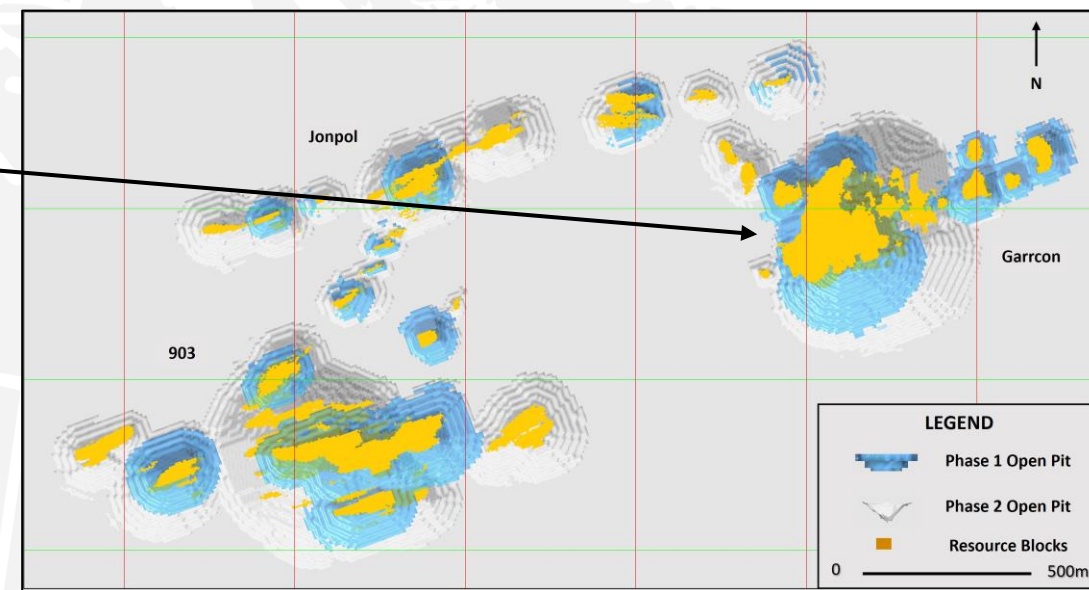 N
Jonpol
Garrcon
903
LEGEND
Phase 1 Open Pit
Phase 2 Open Pit
Resource Blocks
0 500m